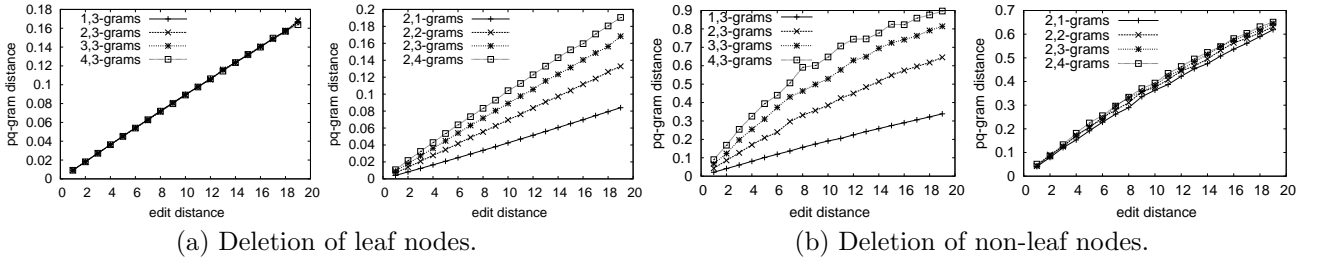 pq-gram distance
0.18
0.16
0.14
0.12
0.1
0.08
0.06
0.04
0.02
0
1,3-grams
2,3-grams
3,3-grams
4,3-grams
0 2 4 6 8 10 12 14 16 18 20
edit distance
pq-gram distance
0.2
0.18
0.16
0.14
0.12
0.1
0.08
0.06
0.04
0.02
0
2,1-grams
2,2-grams
2,3-grams
2,4-grams
0 2 4 6 8 10 12 14 16 18 20
edit distance
(a) Deletion of leaf nodes.
pq-gram distance
0.9
0.8
0.7
0.6
0.5
0.4
0.3
0.2
0.1
0
1,3-grams
2,3-grams
3,3-grams
4,3-grams
0 2 4 6 8 10 12 14 16 18 20
edit distance
pq-gram distance
0.7
0.6
0.5
0.4
0.3
0.2
0.1
0
2,1-grams
2,2-grams
2,3-grams
2,4-grams
0 2 4 6 8 10 12 14 16 18 20
edit distance
(b) Deletion of non-leaf nodes.